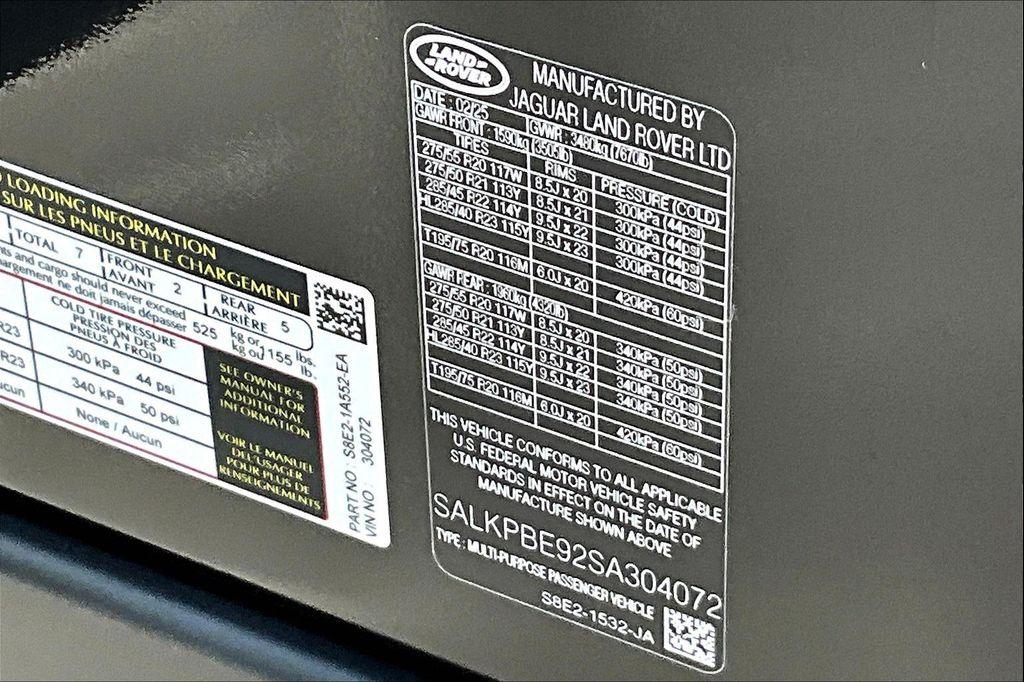 LOADING INFORMATION
SUR LES PNEUS ET LE CHARGEMENT
TOTAL 7 FRONT AVANT 2 REAR ARRIÈRE 5
and cargo should never exceed
ne doit jamais dépasser 525 kg or, kg ou 155 lbs. lb.
COLD TIRE PRESSURE
PRESSION DES
PNEUS À FROID
R23 300 kPa 44 psi
R23 340 kPa 50 psi
None / Aucun
SEE OWNER'S
MANUAL FOR
ADDITIONAL
INFORMATION
VOIR LE MANUEL
DE L'USAGER
POUR PLUS DE
RENSEIGNEMENTS
PART NO : S8E2-1A552-EA
VIN NO : 304072
LAND
ROVER
MANUFACTURED BY
JAGUAR LAND ROVER LTD
DATE : 02/25 GVWR : 3480kg (7670lb)
GAWR FRONT : 1590kg (3505lb)
TIRES RIMS PRESSURE (COLD)
275/55 R20 117W 8.5J x 20 300kPa (44psi)
275/50 R21 113Y 8.5J x 21 300kPa (44psi)
285/45 R22 114Y 9.5J x 22 300kPa (44psi)
HL285/40 R23 115Y 9.5J x 23 300kPa (44psi)
T195/75 R20 116M 6.0J x 20 420kPa (60psi)
GAWR REAR : 1960kg (4320lb)
275/55 R20 117W 8.5J x 20 340kPa (50psi)
275/50 R21 113Y 8.5J x 21 340kPa (50psi)
285/45 R22 114Y 9.5J x 22 340kPa (50psi)
HL285/40 R23 115Y 9.5J x 23 340kPa (50psi)
T195/75 R20 116M 6.0J x 20 420kPa (60psi)
THIS VEHICLE CONFORMS TO ALL APPLICABLE
U.S. FEDERAL MOTOR VEHICLE SAFETY
STANDARDS IN EFFECT ON THE DATE OF
MANUFACTURE SHOWN ABOVE
SALKPBE92SA304072
TYPE : MULTI-PURPOSE PASSENGER VEHICLE
S8E2-1532-JA